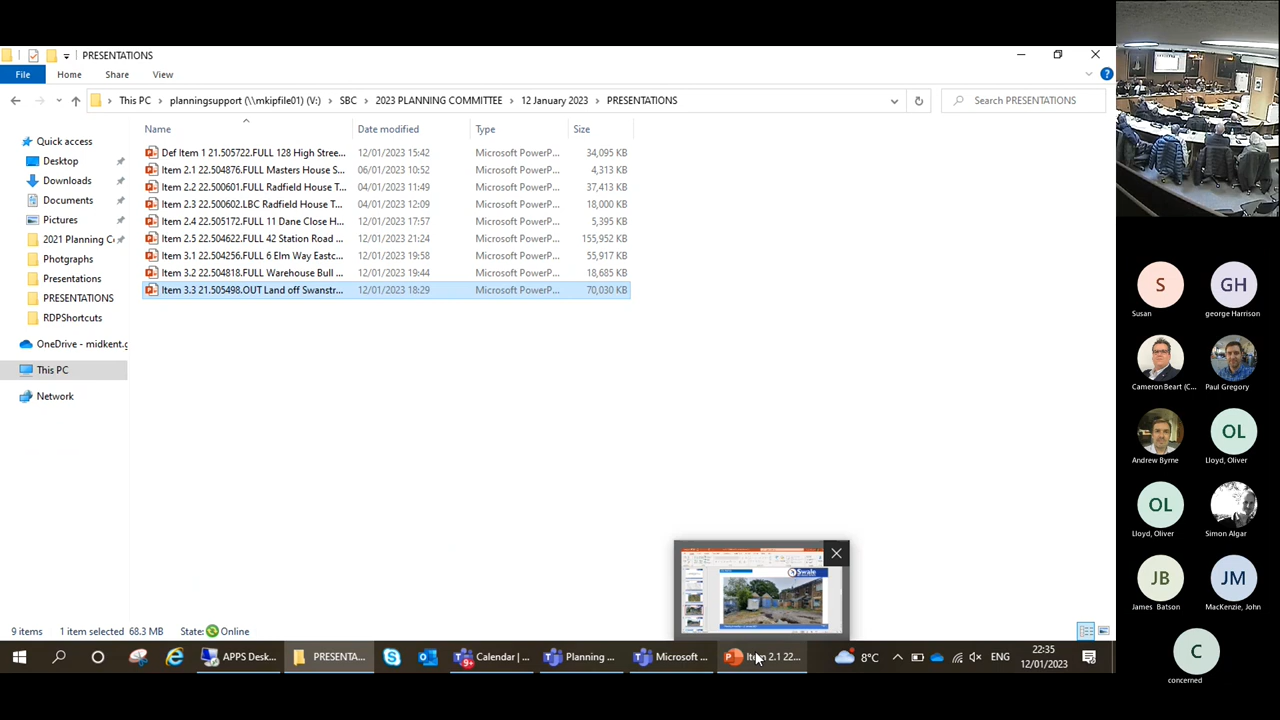 PRESENTATIONS
File Home Share View
This PC planningsupport (\\mkipfile01) (V:) SBC 2023 PLANNING COMMITTEE 12 January 2023 PRESENTATIONS
Search PRESENTATIONS
Name Date modified Type Size
Quick access
Desktop
Downloads
Documents
Pictures
2021 Planning Cc
Photgraphs
Presentations
PRESENTATIONS
RDPShortcuts
OneDrive - midkent.g
This PC
Network
Def Item 1 21.505722.FULL 128 High Stree... 12/01/2023 15:42 Microsoft PowerP... 34,095 KB
Item 2.1 22.504876.FULL Masters House S... 06/01/2023 10:52 Microsoft PowerP... 4,313 KB
Item 2.2 22.500601.FULL Radfield House T... 04/01/2023 11:49 Microsoft PowerP... 37,413 KB
Item 2.3 22.500602.LBC Radfield House T... 04/01/2023 12:09 Microsoft PowerP... 18,000 KB
Item 2.4 22.505172.FULL 11 Dane Close H... 12/01/2023 17:57 Microsoft PowerP... 5,395 KB
Item 2.5 22.504622.FULL 42 Station Road ... 12/01/2023 21:24 Microsoft PowerP... 155,952 KB
Item 3.1 22.504256.FULL 6 Elm Way Eastc... 12/01/2023 19:58 Microsoft PowerP... 55,917 KB
Item 3.2 22.504818.FULL Warehouse Bull ... 12/01/2023 19:44 Microsoft PowerP... 18,685 KB
Item 3.3 21.505498.OUT Land off Swanstr... 12/01/2023 18:29 Microsoft PowerP... 70,030 KB
Swale
9 items 1 item selected 68.3 MB State: Online
APPS Desk...
PRESENTA...
9+
Calendar | ...
Planning ...
Microsoft ...
Item 2.1 22...
8°C
ENG
22:35
12/01/2023
S
Susan
GH
george Harrison
Cameron Beart (C...
Paul Gregory
Andrew Byrne
OL
Lloyd, Oliver
OL
Lloyd, Oliver
Simon Algar
JB
James Batson
JM
MacKenzie, John
C
concerned